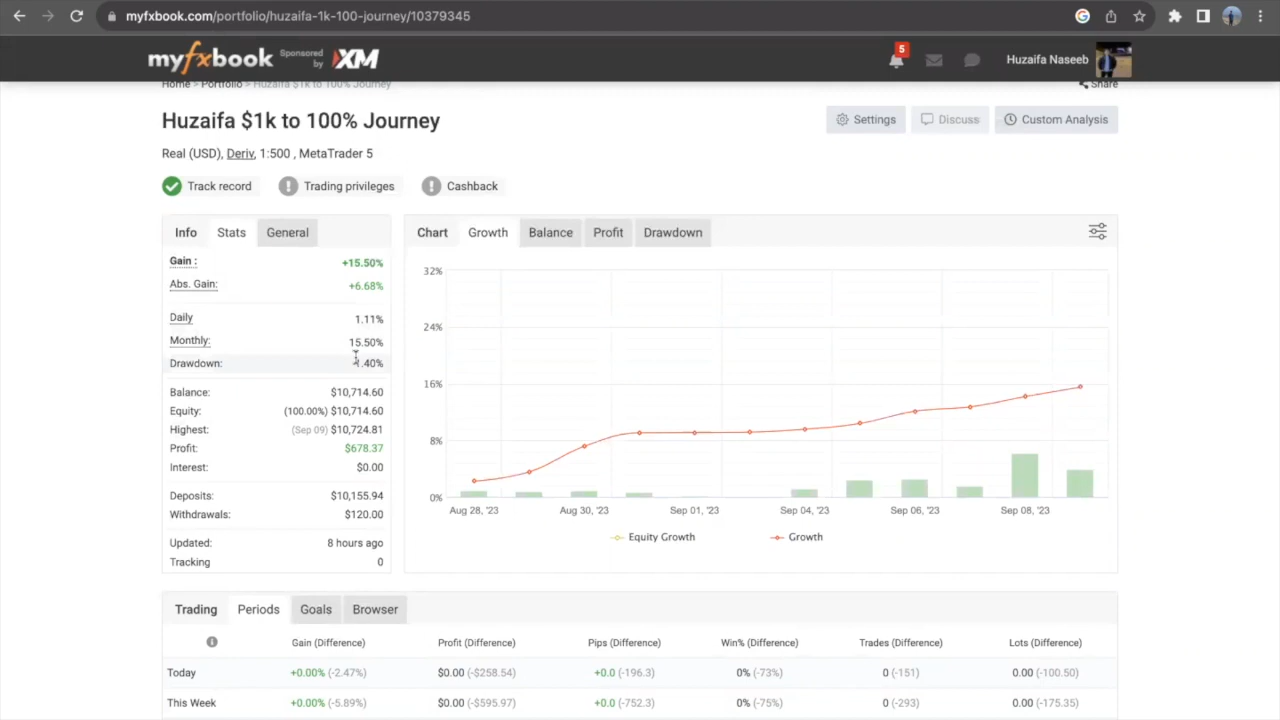 myfxbook.com/portfolio/huzaifa-1k-100-journey/10379345
myfxbook Sponsored by XM
5
Huzaifa Naseeb
Home > Portfolio > Huzaifa $1k to 100% Journey
Share
Huzaifa $1k to 100% Journey
Settings
Discuss
Custom Analysis
Real (USD), Deriv, 1:500 , MetaTrader 5
Track record
Trading privileges
Cashback
Info Stats General
Gain : +15.50%
Abs. Gain: +6.68%
Daily 1.11%
Monthly: 15.50%
Drawdown: 1.40%
Balance: $10,714.60
Equity: (100.00%) $10,714.60
Highest: (Sep 09) $10,724.81
Profit: $678.37
Interest: $0.00
Deposits: $10,155.94
Withdrawals: $120.00
Updated: 8 hours ago
Tracking 0
Chart Growth Balance Profit Drawdown
32%
24%
16%
8%
0%
Aug 28, '23 Aug 30, '23 Sep 01, '23 Sep 04, '23 Sep 06, '23 Sep 08, '23
Equity Growth Growth
Trading Periods Goals Browser
Gain (Difference) Profit (Difference) Pips (Difference) Win% (Difference) Trades (Difference) Lots (Difference)
Today +0.00% (-2.47%) $0.00 (-$258.54) +0.0 (-196.3) 0% (-73%) 0 (-151) 0.00 (-100.50)
This Week +0.00% (-5.89%) $0.00 (-$595.97) +0.0 (-752.3) 0% (-75%) 0 (-293) 0.00 (-175.35)